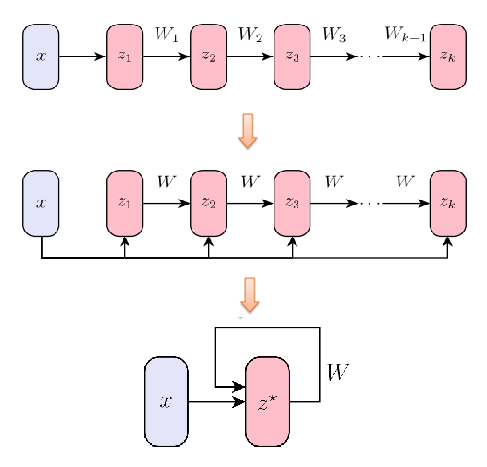 W₁ W₂ W₃ Wₖ₋₁
x z₁ z₂ z₃ ··· zₖ
W W W W
x z₁ z₂ z₃ ··· zₖ
W
x z⋆